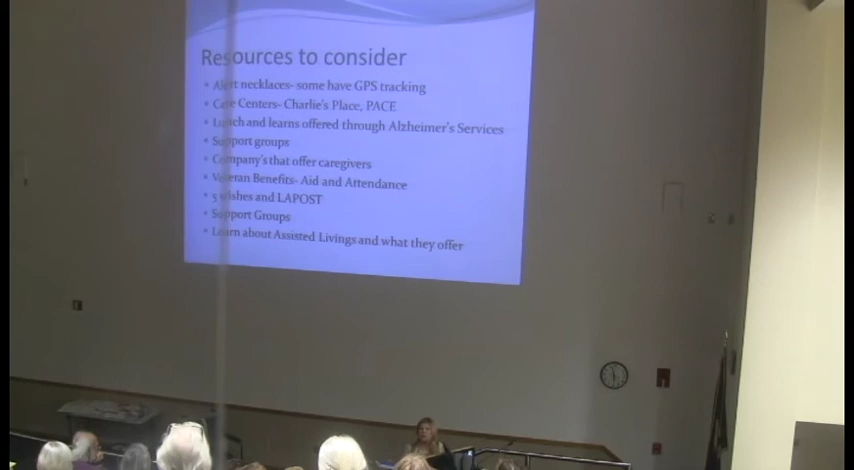 Resources to consider
Alert necklaces- some have GPS tracking
Care Centers- Charlie's Place, PACE
Lunch and learns offered through Alzheimer's Services
Support groups
Company's that offer caregivers
Veteran Benefits- Aid and Attendance
5 wishes and LAPOST
Support Groups
Learn about Assisted Livings and what they offer